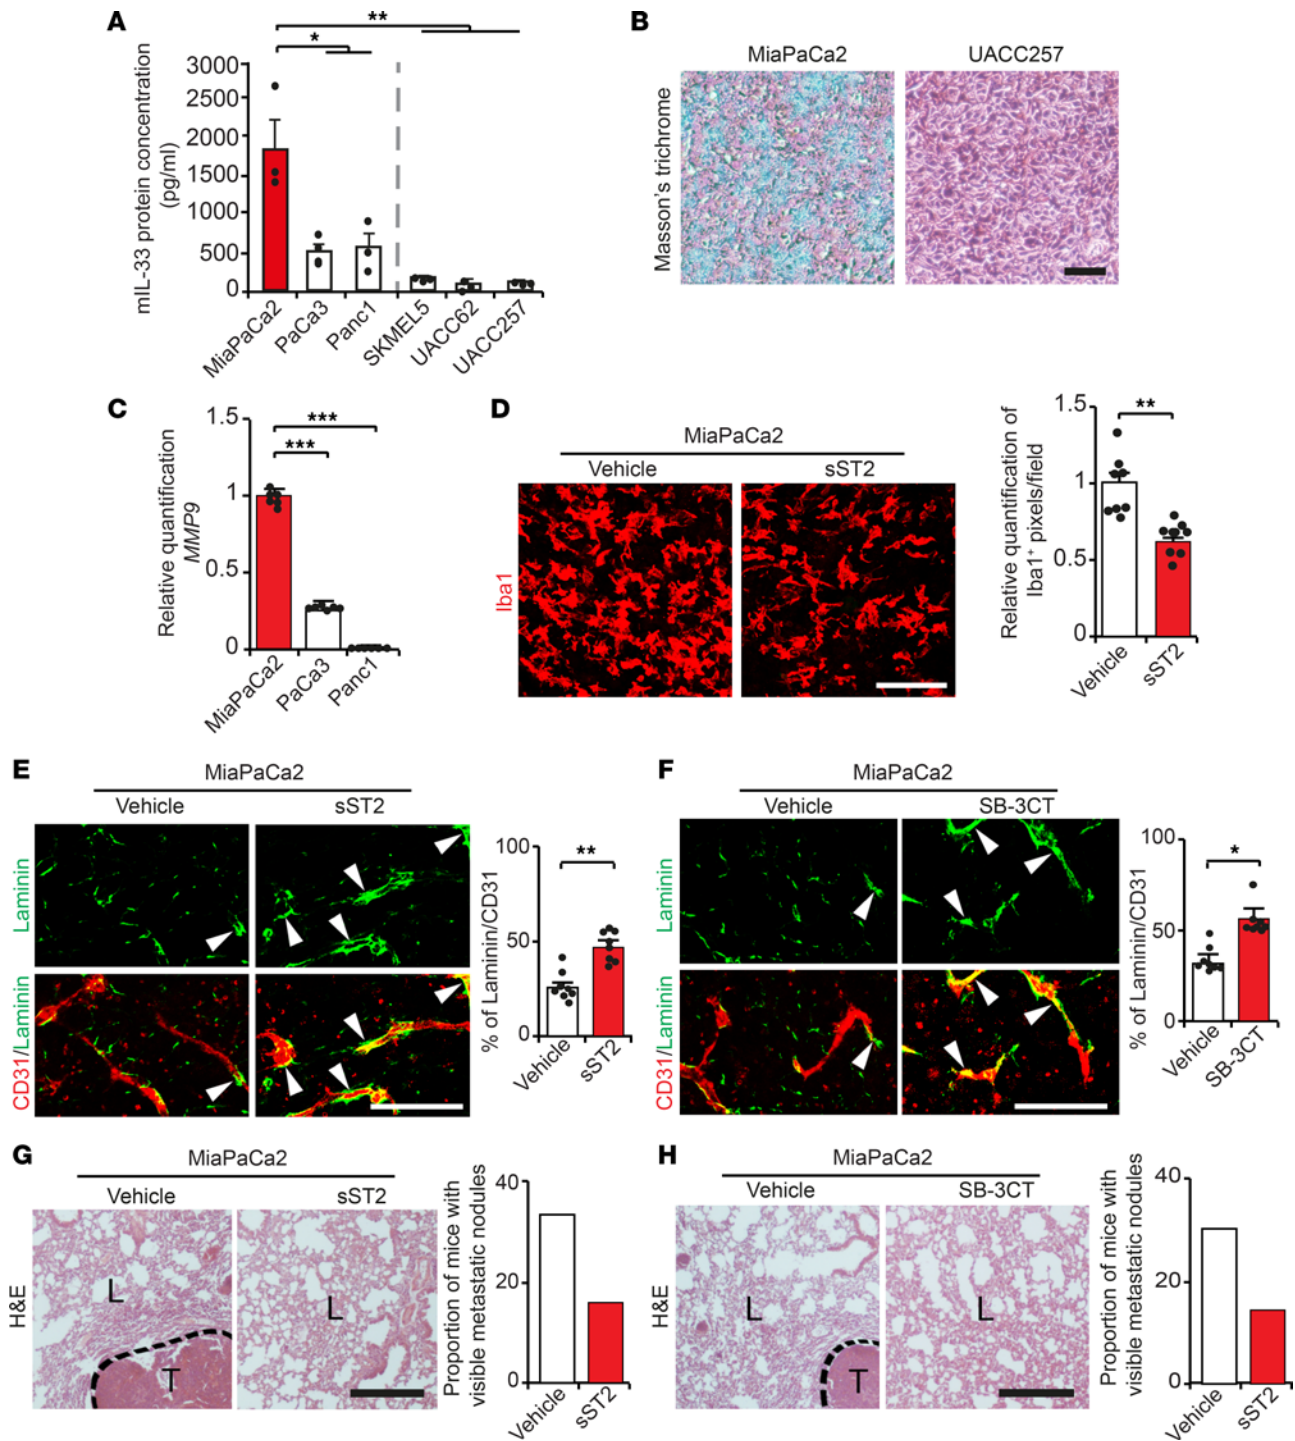 A
mIL-33 protein concentration
(pg/ml)
3000
2500
2000
1500
1000
500
0
**
*
MiaPaCa2
PaCa3
Panc1
SKMEL5
UACC62
UACC257
B
MiaPaCa2
UACC257
Masson's trichrome
C
Relative quantification
MMP9
1.5
1
0.5
0
***
***
MiaPaCa2
PaCa3
Panc1
D
MiaPaCa2
Vehicle
sST2
Iba1
Relative quantification of
Iba1+ pixels/field
1.5
1
0.5
0
**
Vehicle
sST2
E
MiaPaCa2
Vehicle
sST2
Laminin
CD31/Laminin
% of Laminin/CD31
100
50
0
**
Vehicle
sST2
F
MiaPaCa2
Vehicle
SB-3CT
Laminin
CD31/Laminin
% of Laminin/CD31
100
50
0
*
Vehicle
SB-3CT
G
MiaPaCa2
Vehicle
sST2
H&E
L
T
L
Proportion of mice with
visible metastatic nodules
40
20
0
Vehicle
sST2
H
MiaPaCa2
Vehicle
SB-3CT
H&E
L
T
L
Proportion of mice with
visible metastatic nodules
40
20
0
Vehicle
sST2